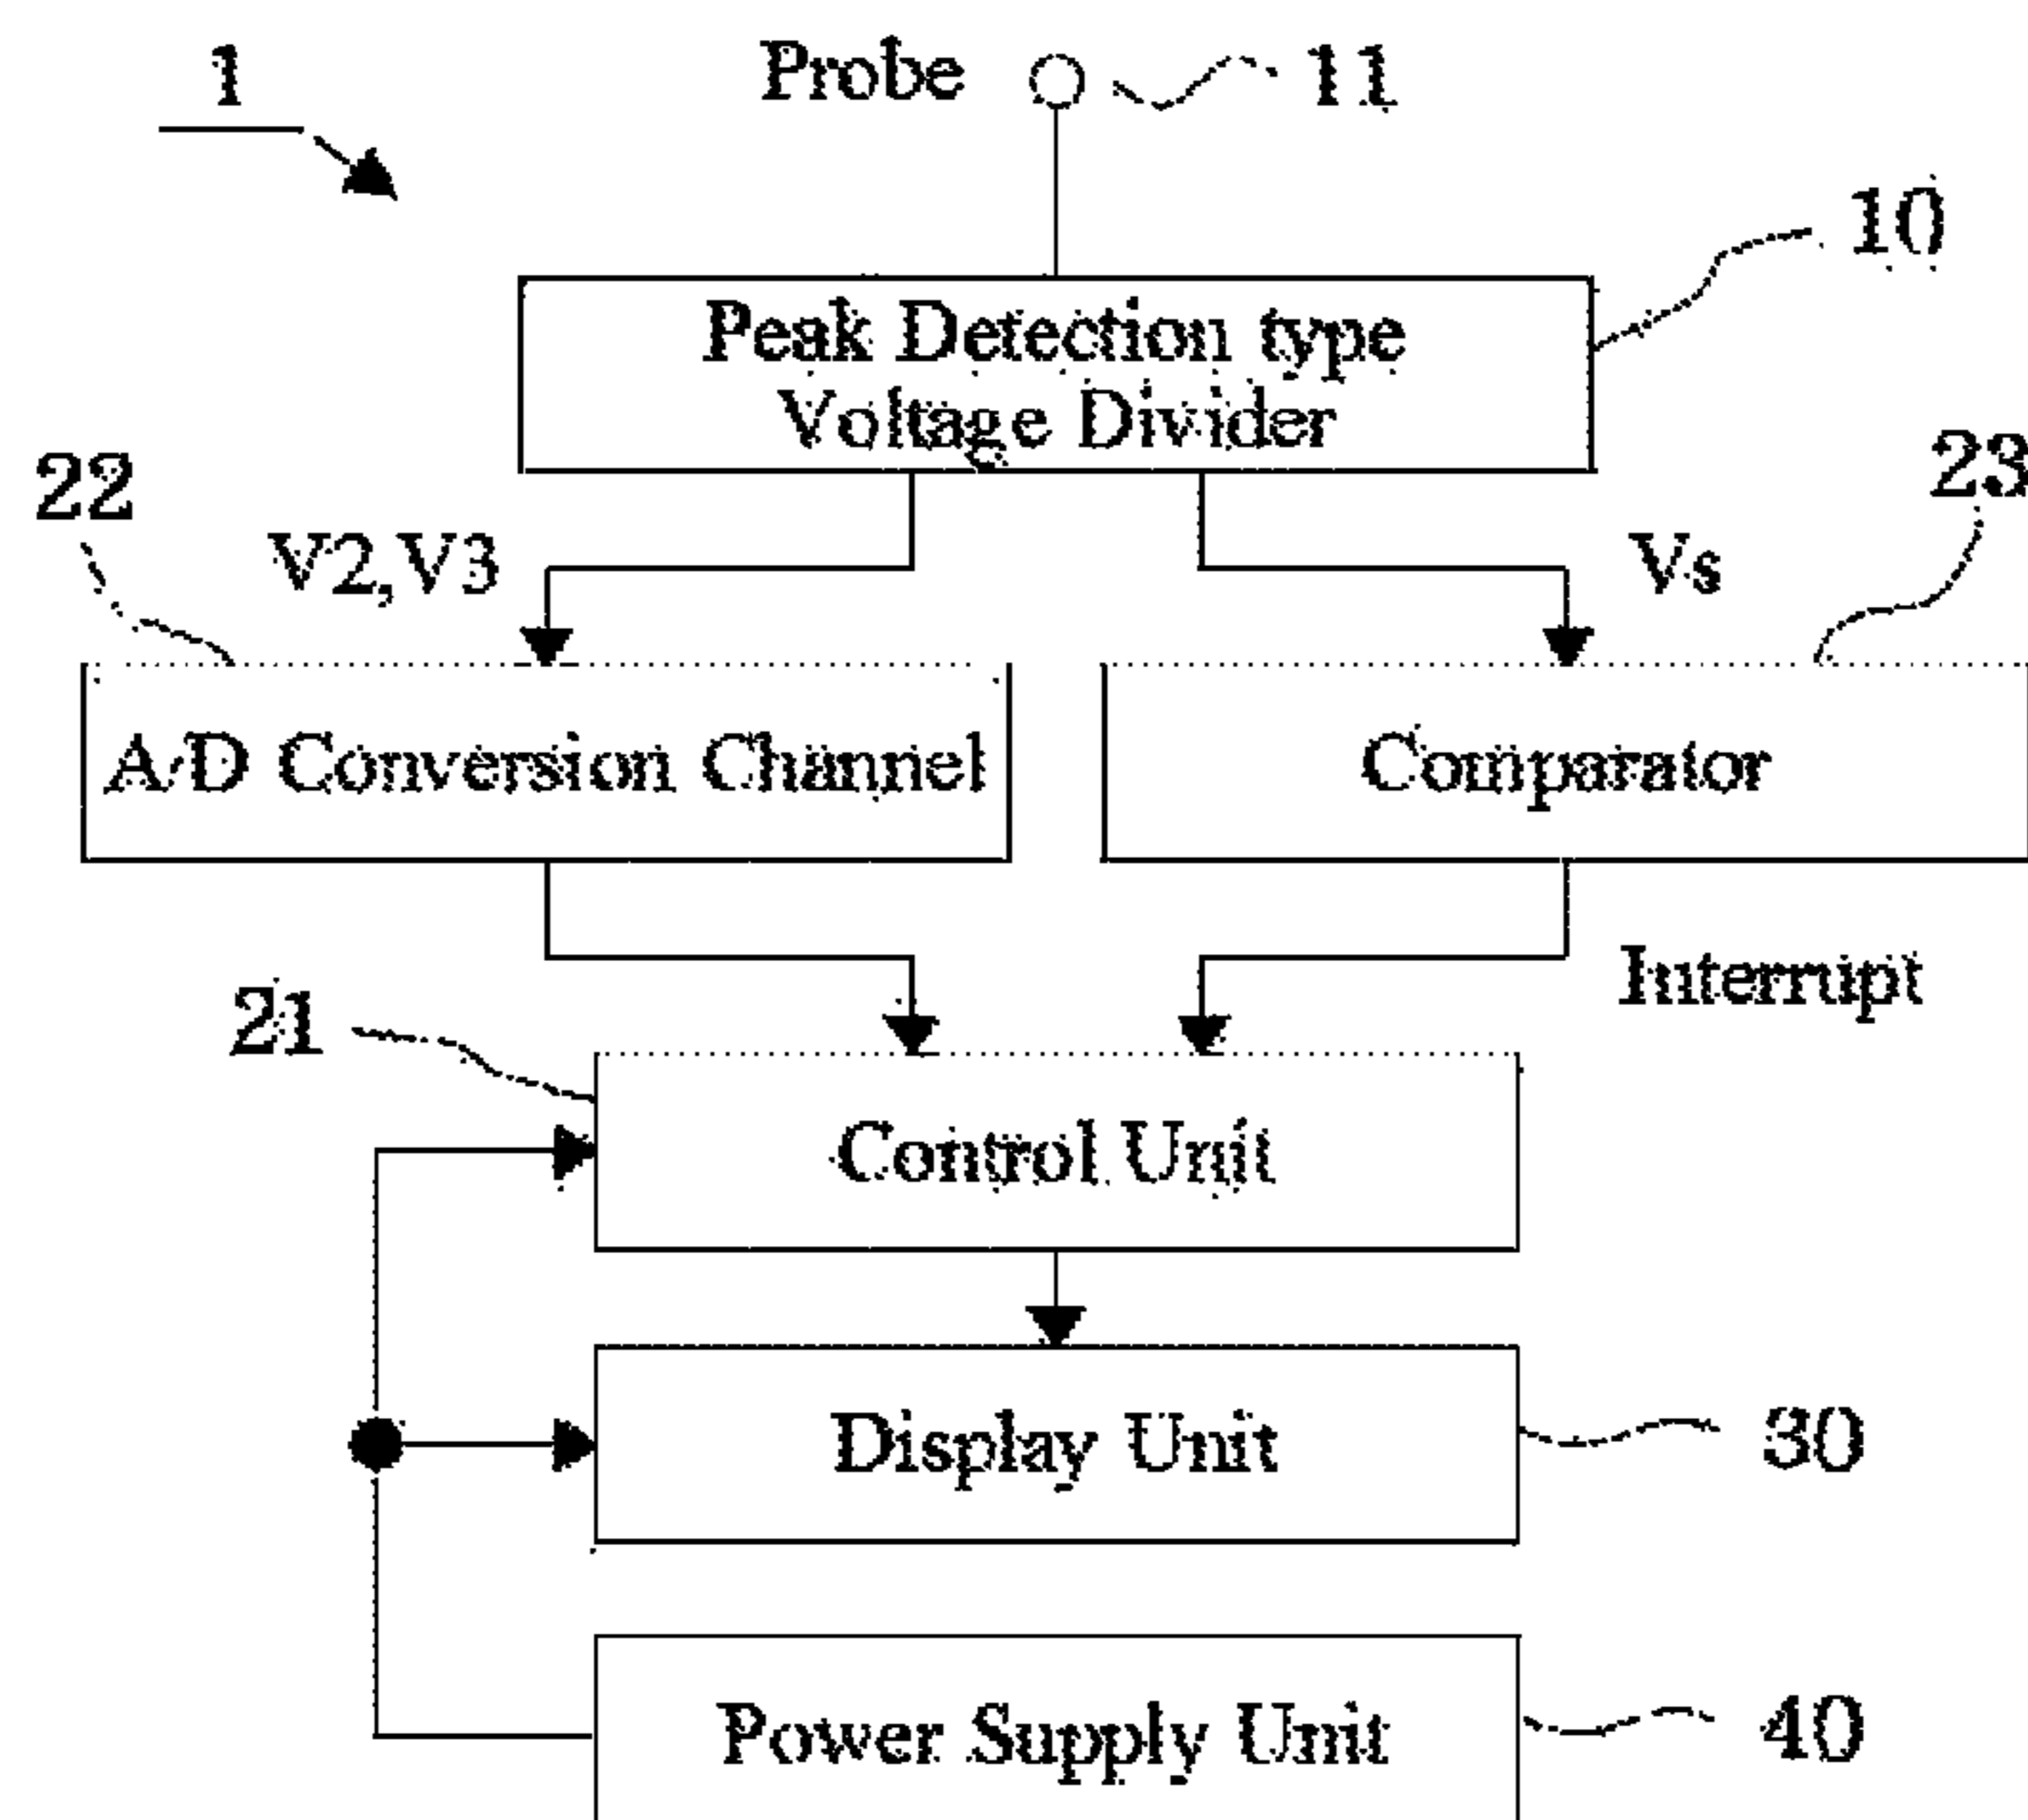 1
Probe
11
10
Peak Detection type
Voltage Divider
22
23
V2,V3
Vs
A/D Conversion Channel
Comparator
Interrupt
21
Control Unit
Display Unit
30
Power Supply Unit
40